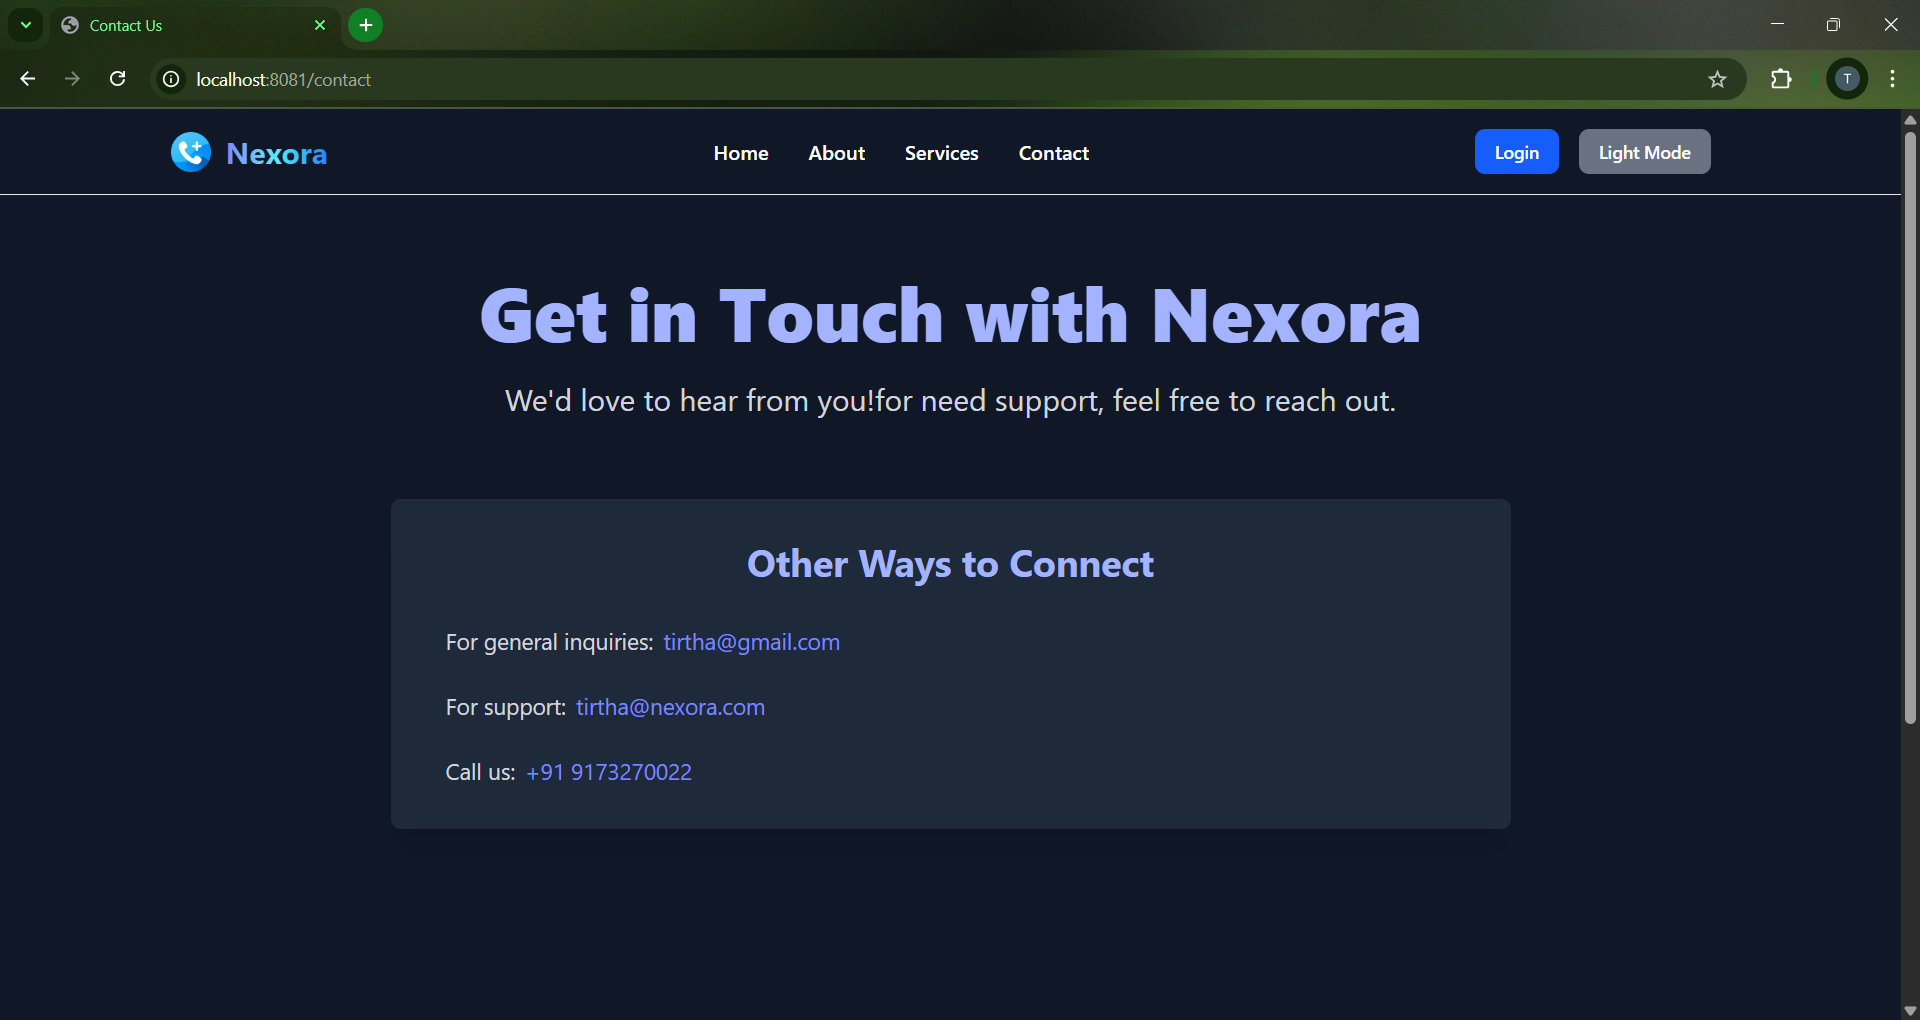 Contact Us
localhost:8081/contact
T
Nexora
Home About Services Contact
Login Light Mode
Get in Touch with Nexora
We'd love to hear from you!for need support, feel free to reach out.
Other Ways to Connect
For general inquiries: tirtha@gmail.com
For support: tirtha@nexora.com
Call us: +91 9173270022